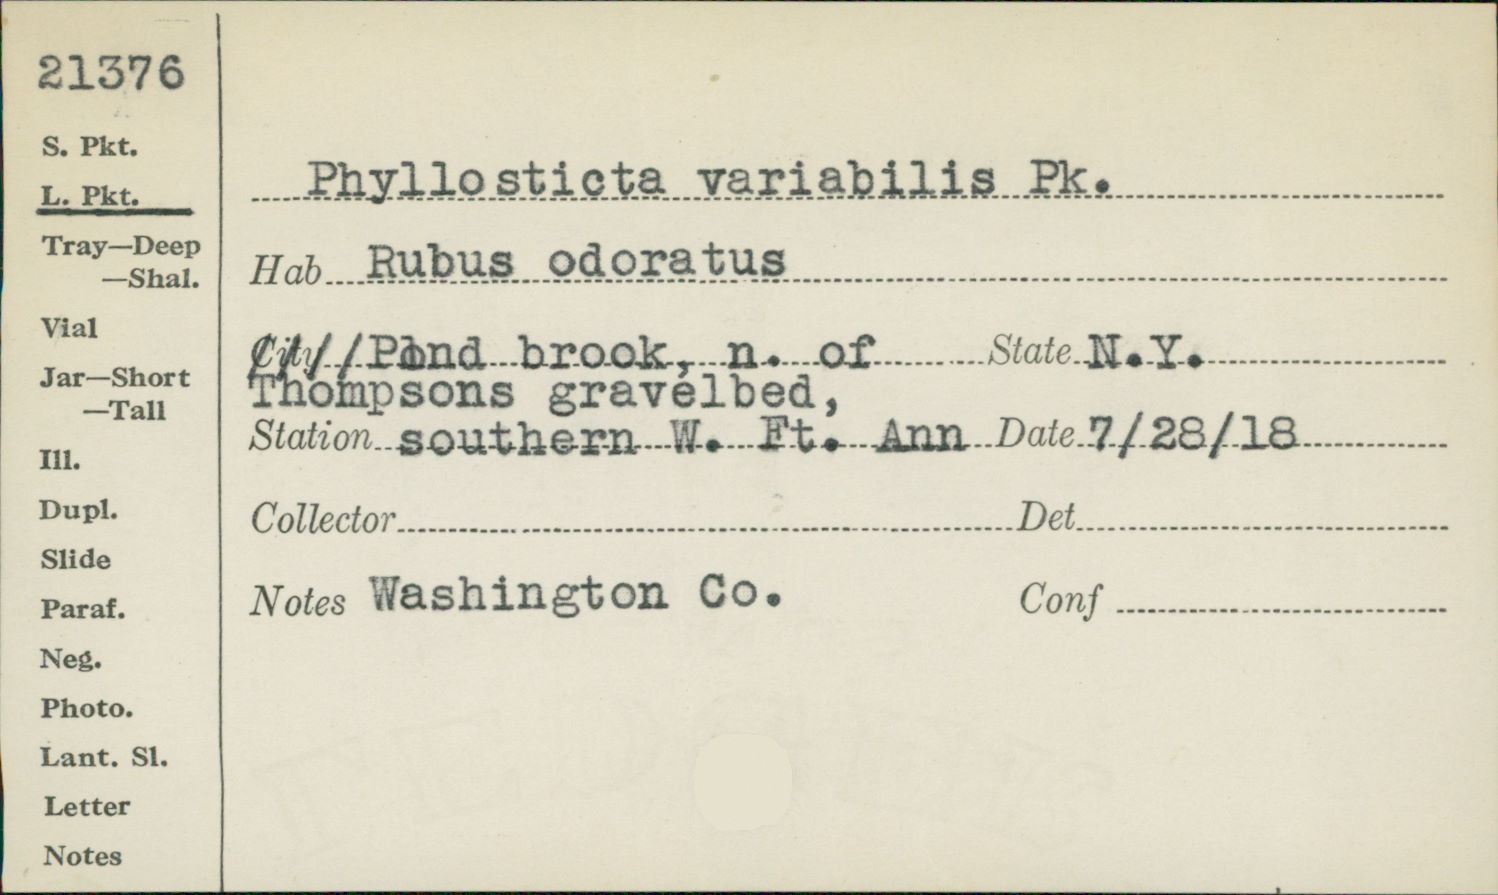 21376
S. Pkt.
L. Pkt.
Tray—Deep
—Shal.
Vial
Jar—Short
—Tall
Ill.
Dupl.
Slide
Paraf.
Neg.
Photo.
Lant. Sl.
Letter
Notes
Phyllosticta variabilis Pk.
Hab Rubus odoratus
City Pond brook, n. of State N.Y.
Thompsons gravelbed,
Station southern W. Ft. Ann Date 7/28/18
Collector Det
Notes Washington Co. Conf